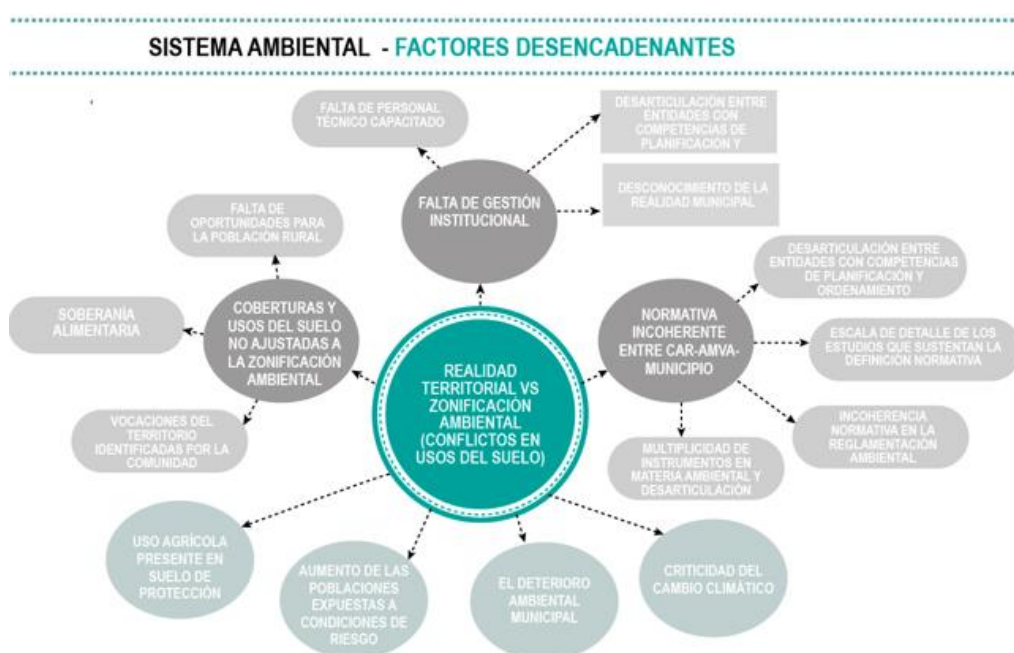 SISTEMA AMBIENTAL - FACTORES DESENCADENANTES
FALTA DE PERSONAL
TÉCNICO CAPACITADO
DESARTICULACIÓN ENTRE
ENTIDADES CON
COMPETENCIAS DE
PLANIFICACIÓN Y
FALTA DE GESTIÓN
INSTITUCIONAL
DESCONOCIMIENTO DE LA
REALIDAD MUNICIPAL
FALTA DE
OPORTUNIDADES PARA
LA POBLACIÓN RURAL
SOBERANÍA
ALIMENTARIA
COBERTURAS Y
USOS DEL SUELO
NO AJUSTADAS A
LA ZONIFICACIÓN
AMBIENTAL
VOCACIONES DEL
TERRITORIO
IDENTIFICADAS POR LA
COMUNIDAD
REALIDAD
TERRITORIAL VS
ZONIFICACIÓN
AMBIENTAL
(CONFLICTOS EN
USOS DEL SUELO)
NORMATIVA
INCOHERENTE
ENTRE CAR-AMVA-
MUNICIPIO
DESARTICULACIÓN ENTRE
ENTIDADES CON COMPETENCIAS
DE PLANIFICACIÓN Y
ORDENAMIENTO
ESCALA DE DETALLE DE LOS
ESTUDIOS QUE SUSTENTAN LA
DEFINICIÓN NORMATIVA
INCOHERENCIA
NORMATIVA EN LA
REGLAMENTACIÓN
AMBIENTAL
MULTIPLICIDAD DE
INSTRUMENTOS EN
MATERIA AMBIENTAL Y
DESARTICULACIÓN
USO AGRÍCOLA
PRESENTE EN
SUELO DE
PROTECCIÓN
AUMENTO DE LAS
POBLACIONES
EXPUESTAS A
CONDICIONES DE
RIESGO
EL DETERIORO
AMBIENTAL
MUNICIPAL
CRITICIDAD DEL
CAMBIO CLIMÁTICO